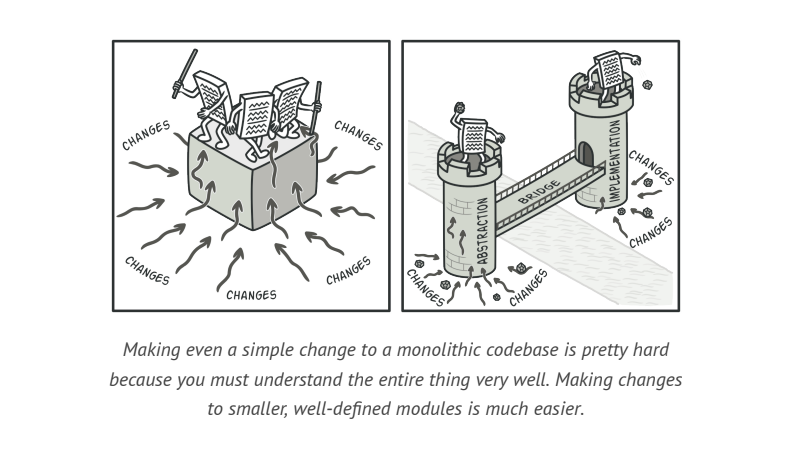 CHANGES
CHANGES
CHANGES
CHANGES
CHANGES
ABSTRACTION
BRIDGE
IMPLEMENTATION
CHANGES
CHANGES
CHANGES
CHANGES
Making even a simple change to a monolithic codebase is pretty hard
because you must understand the entire thing very well. Making changes
to smaller, well-defined modules is much easier.